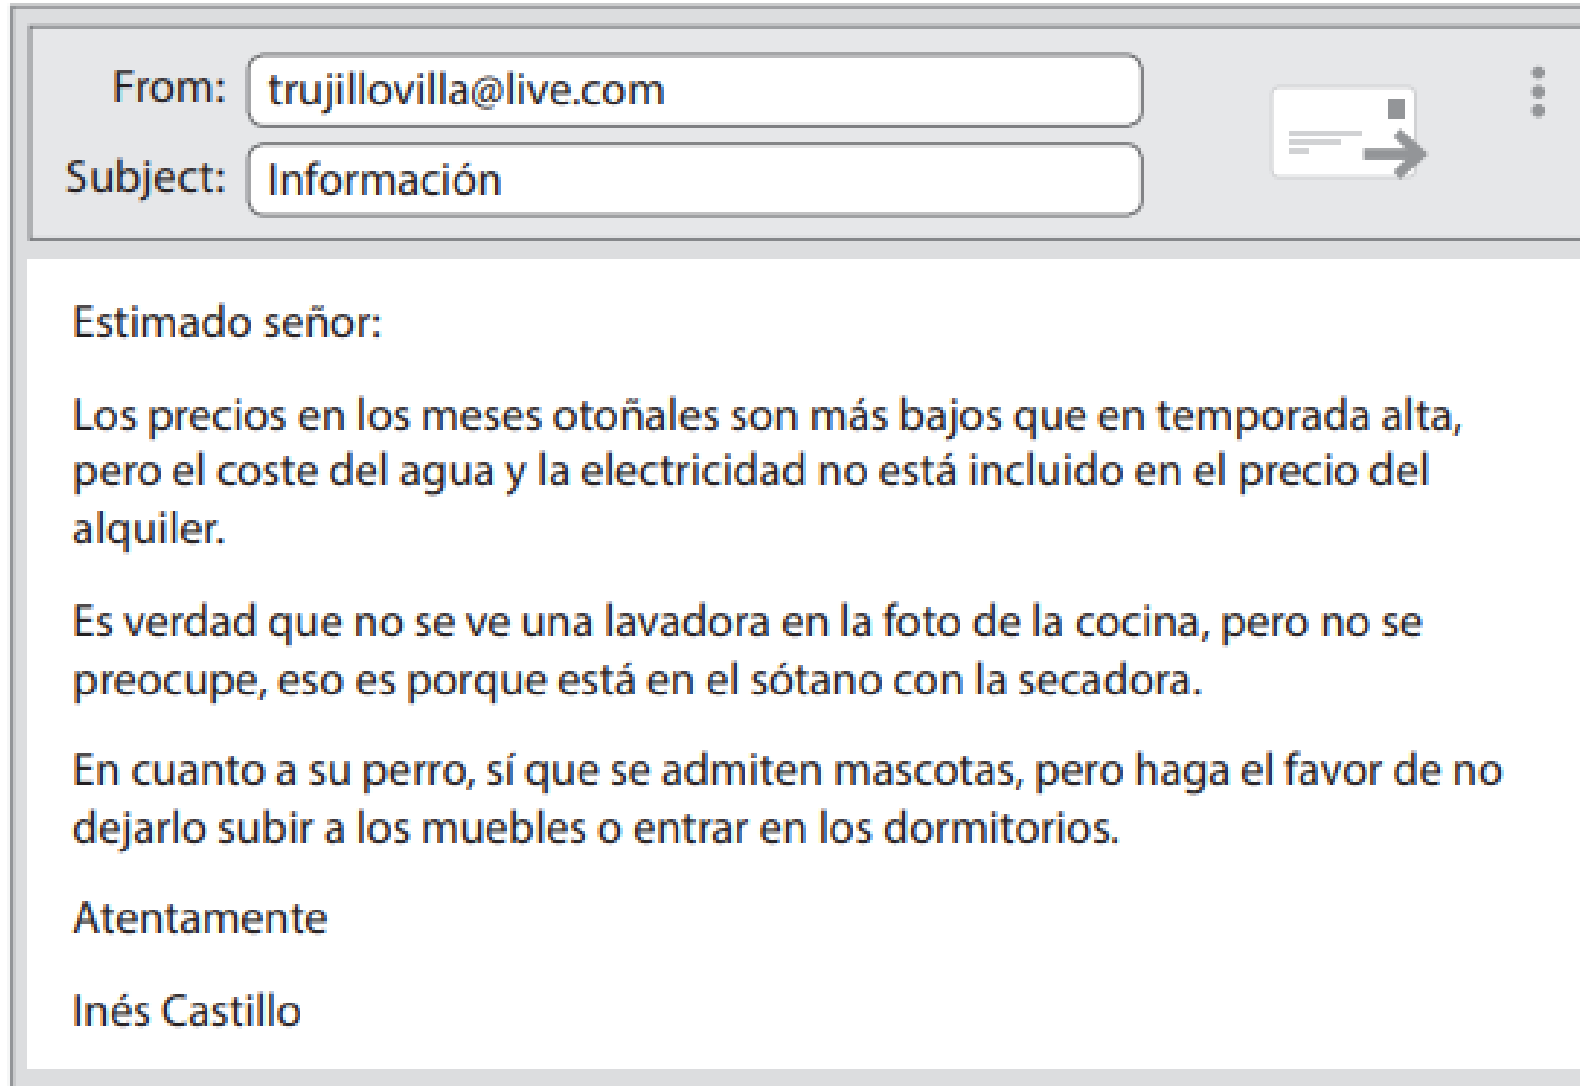 From: trujillovilla@live.com
Subject: Información
Estimado señor:
Los precios en los meses otoñales son más bajos que en temporada alta,
pero el coste del agua y la electricidad no está incluido en el precio del
alquiler.
Es verdad que no se ve una lavadora en la foto de la cocina, pero no se
preocupe, eso es porque está en el sótano con la secadora.
En cuanto a su perro, sí que se admiten mascotas, pero haga el favor de no
dejarlo subir a los muebles o entrar en los dormitorios.
Atentamente
Inés Castillo